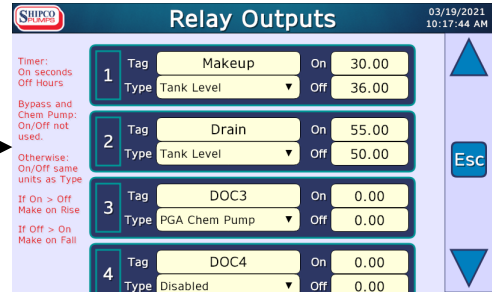 SHIPCO
PUMPS
Relay Outputs
03/19/2021
10:17:44 AM
Timer:
On seconds
Off Hours
Bypass and
Chem Pump:
On/Off not
used.
Otherwise:
On/Off same
units as Type
If On > Off
Make on Rise
If Off > On
Make on Fall
1 Tag Makeup On 30.00
Type Tank Level ▼ Off 36.00
2 Tag Drain On 55.00
Type Tank Level ▼ Off 50.00
3 Tag DOC3 On 0.00
Type PGA Chem Pump ▼ Off 0.00
4 Tag DOC4 On 0.00
Type Disabled ▼ Off 0.00
Esc